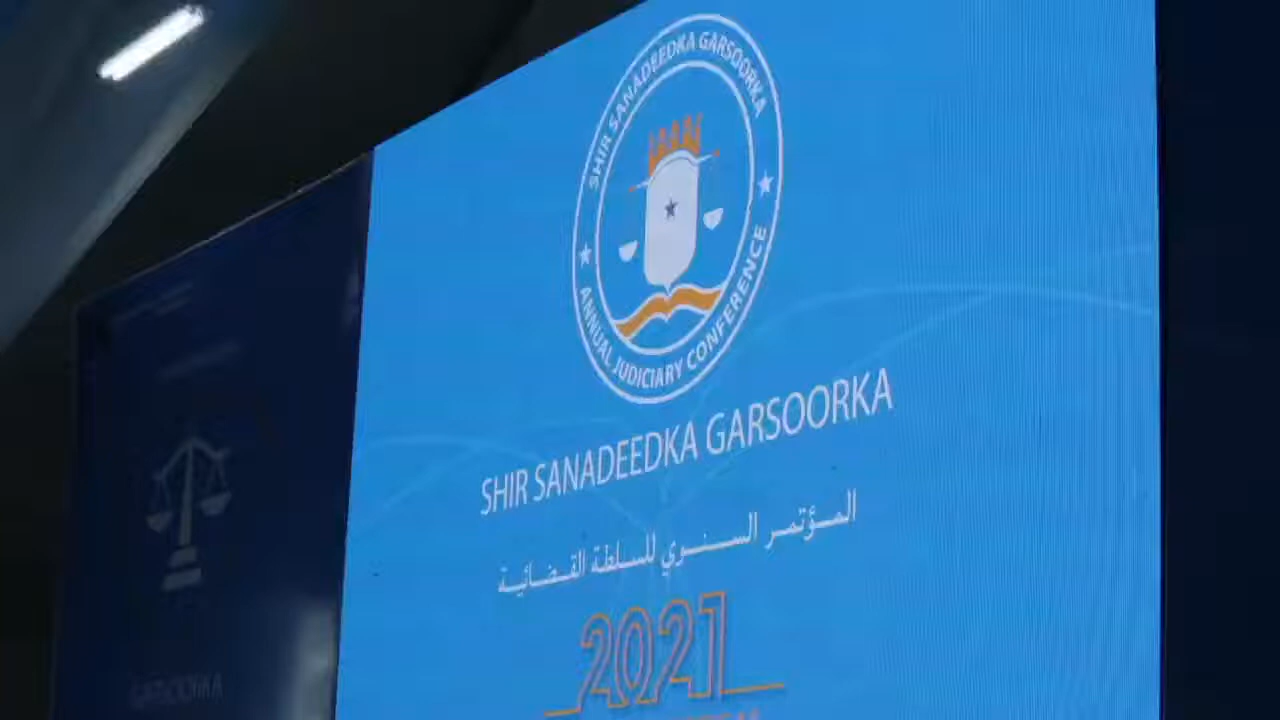 SHIR SANADEEDKA GARSOORKA
ANNUAL JUDICIARY CONFERENCE
SHIR SANADEEDKA GARSOORKA
المؤتمر السنوي للسلطة القضائية
2021
GARSOORKA